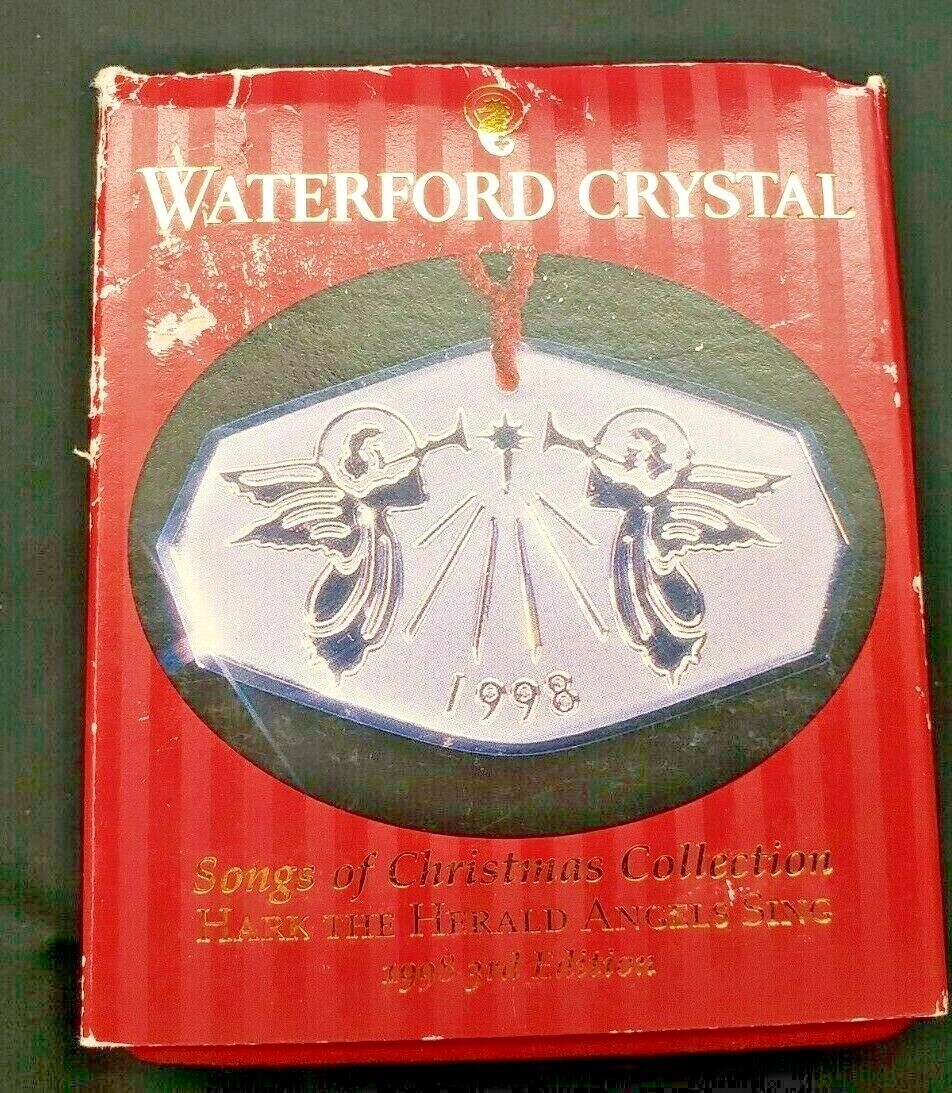 WATERFORD CRYSTAL
1998
Songs of Christmas Collection
HARK THE HERALD ANGELS SING
1998 3rd Edition